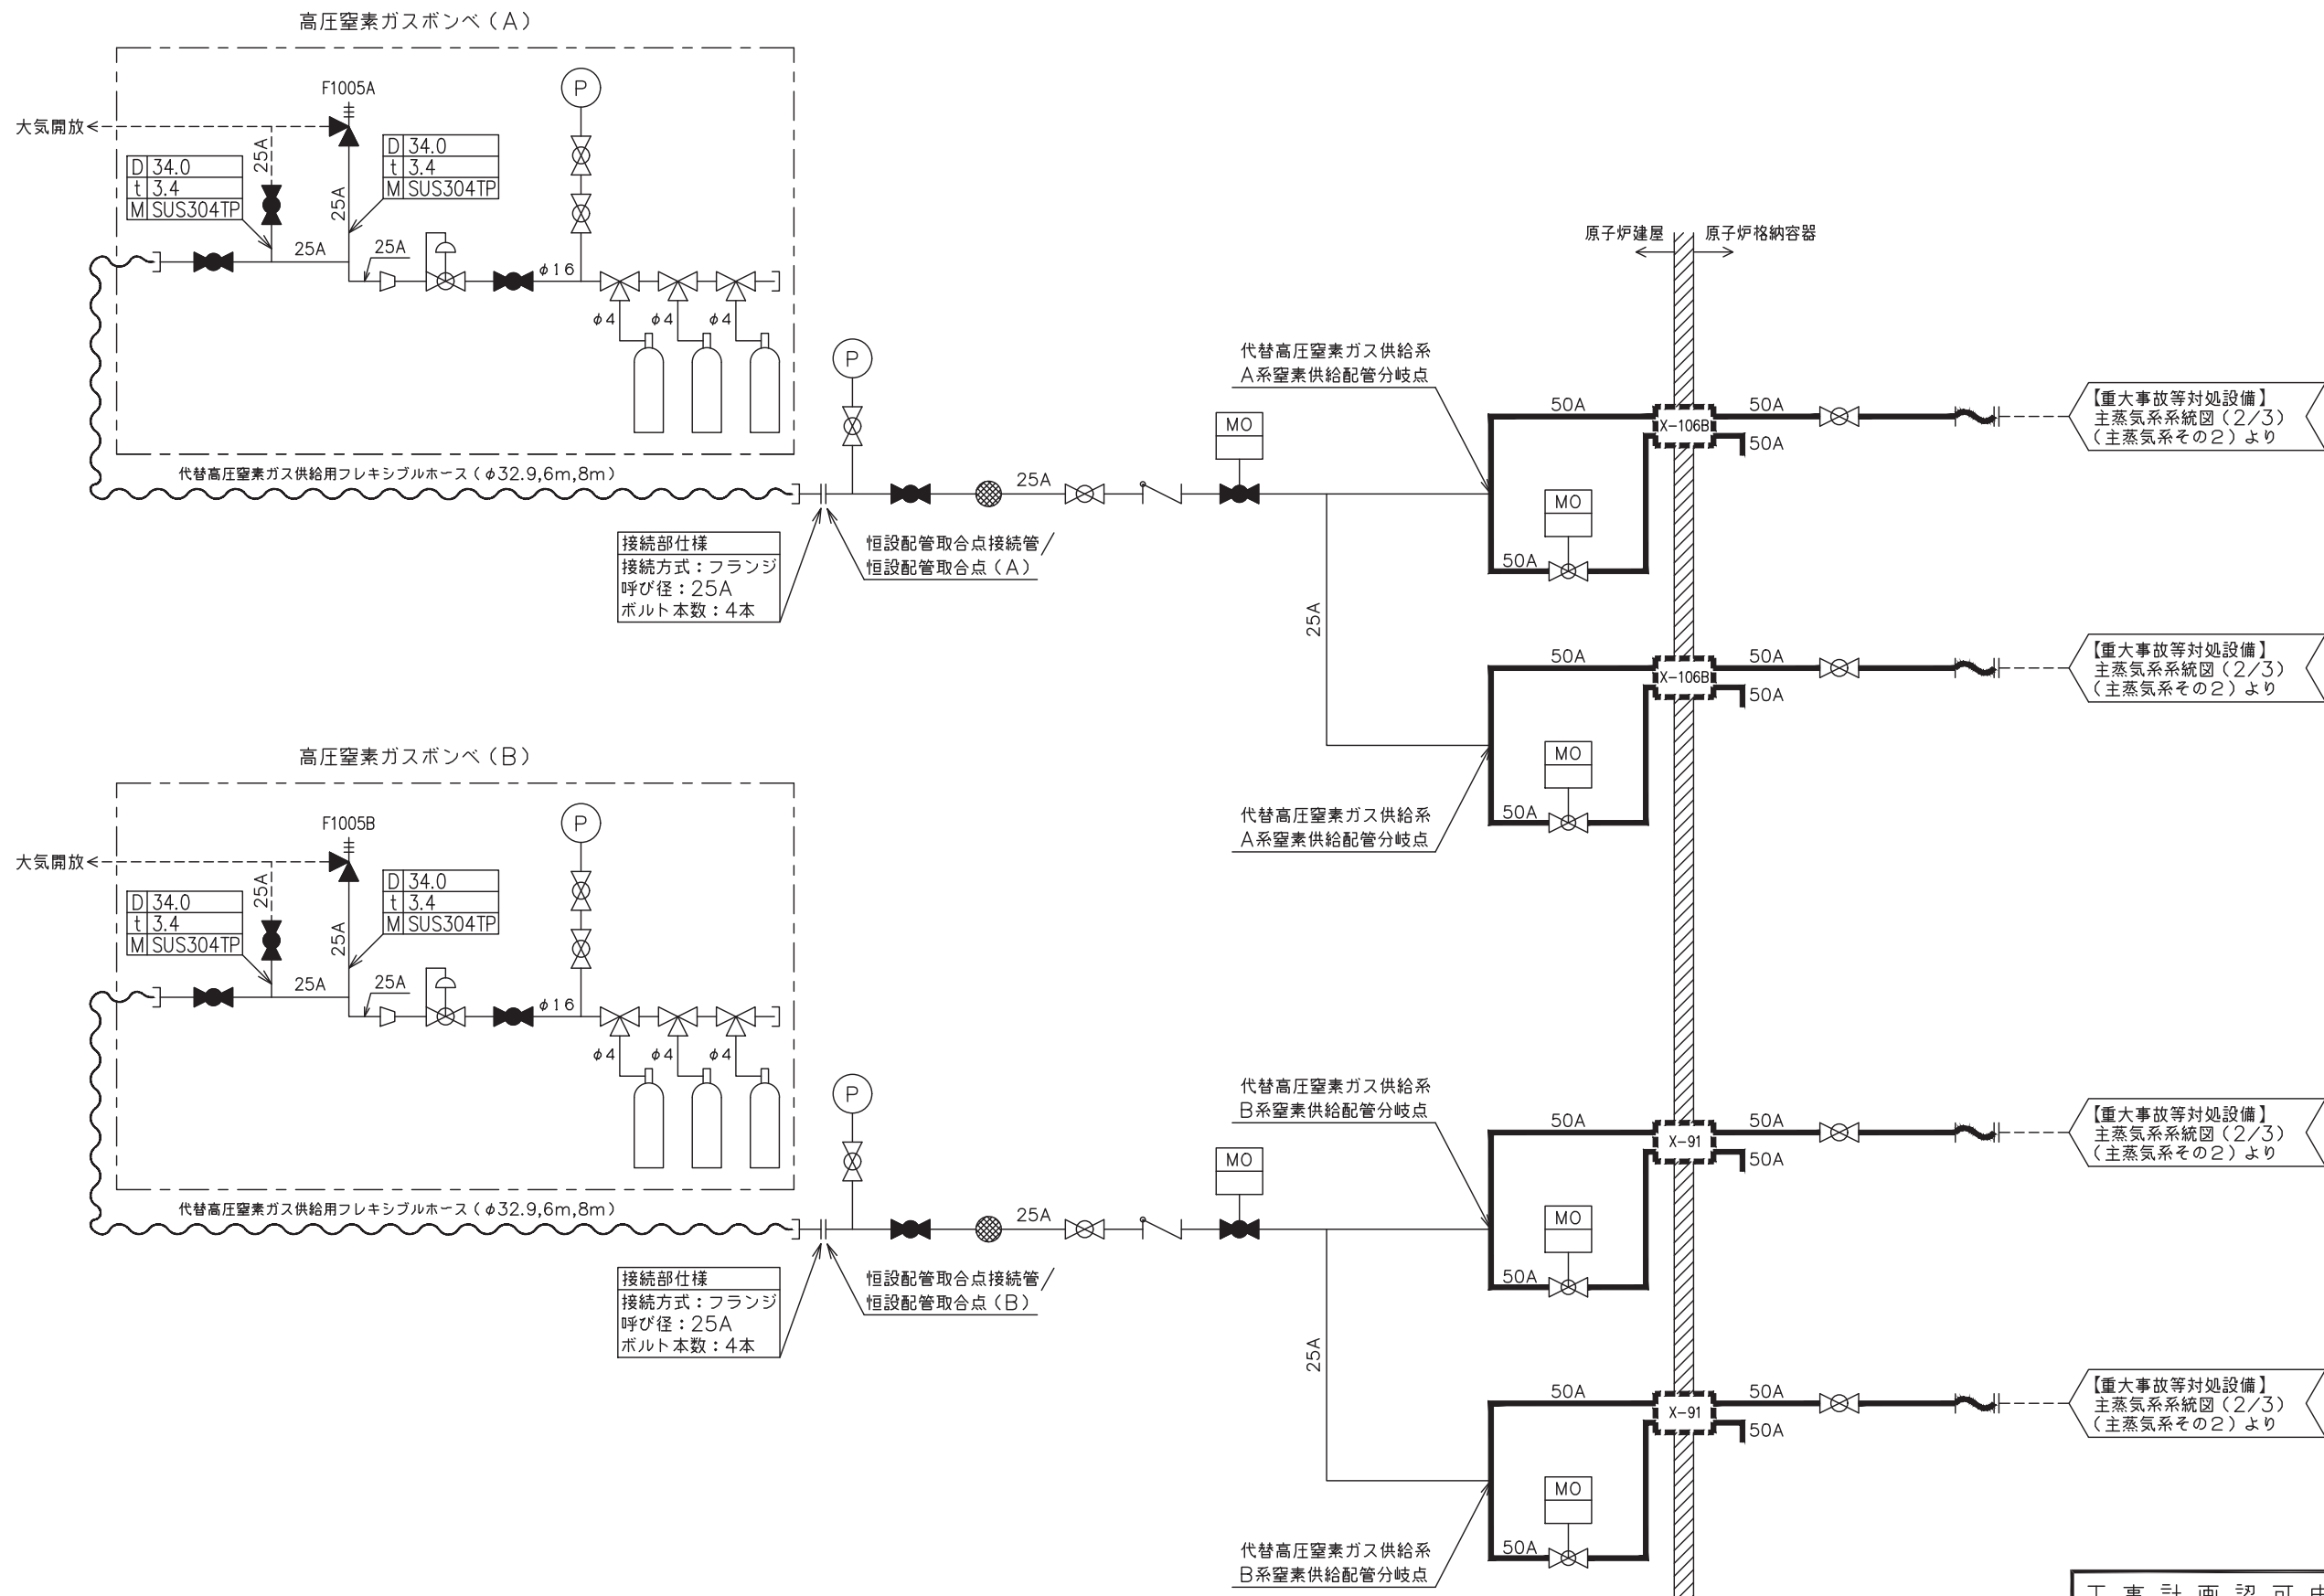 高圧窒素ガスボンベ(A)
F1005A
P
大気開放
25A
D 34.0
t 3.4
M SUS304TP
D 34.0
t 3.4
M SUS304TP
25A
25A
25A
φ16
φ4
φ4
φ4
代替高圧窒素ガス供給用フレキシブルホース(φ32.9,6m,8m)
P
接続部仕様
接続方式:フランジ
呼び径:25A
ボルト本数:4本
恒設配管取合点接続管/
恒設配管取合点(A)
25A
MO
25A
原子炉建屋
原子炉格納容器
代替高圧窒素ガス供給系
A系窒素供給配管分岐点
50A
X-106B
50A
50A
MO
50A
【重大事故等対処設備】
主蒸気系系統図(2/3)
(主蒸気系その2)より
50A
X-106B
50A
50A
MO
50A
【重大事故等対処設備】
主蒸気系系統図(2/3)
(主蒸気系その2)より
代替高圧窒素ガス供給系
A系窒素供給配管分岐点
高圧窒素ガスボンベ(B)
F1005B
P
大気開放
25A
D 34.0
t 3.4
M SUS304TP
D 34.0
t 3.4
M SUS304TP
25A
25A
25A
φ16
φ4
φ4
φ4
代替高圧窒素ガス供給用フレキシブルホース(φ32.9,6m,8m)
P
接続部仕様
接続方式:フランジ
呼び径:25A
ボルト本数:4本
恒設配管取合点接続管/
恒設配管取合点(B)
25A
MO
25A
代替高圧窒素ガス供給系
B系窒素供給配管分岐点
50A
X-91
50A
50A
MO
50A
【重大事故等対処設備】
主蒸気系系統図(2/3)
(主蒸気系その2)より
50A
X-91
50A
50A
MO
50A
【重大事故等対処設備】
主蒸気系系統図(2/3)
(主蒸気系その2)より
代替高圧窒素ガス供給系
B系窒素供給配管分岐点